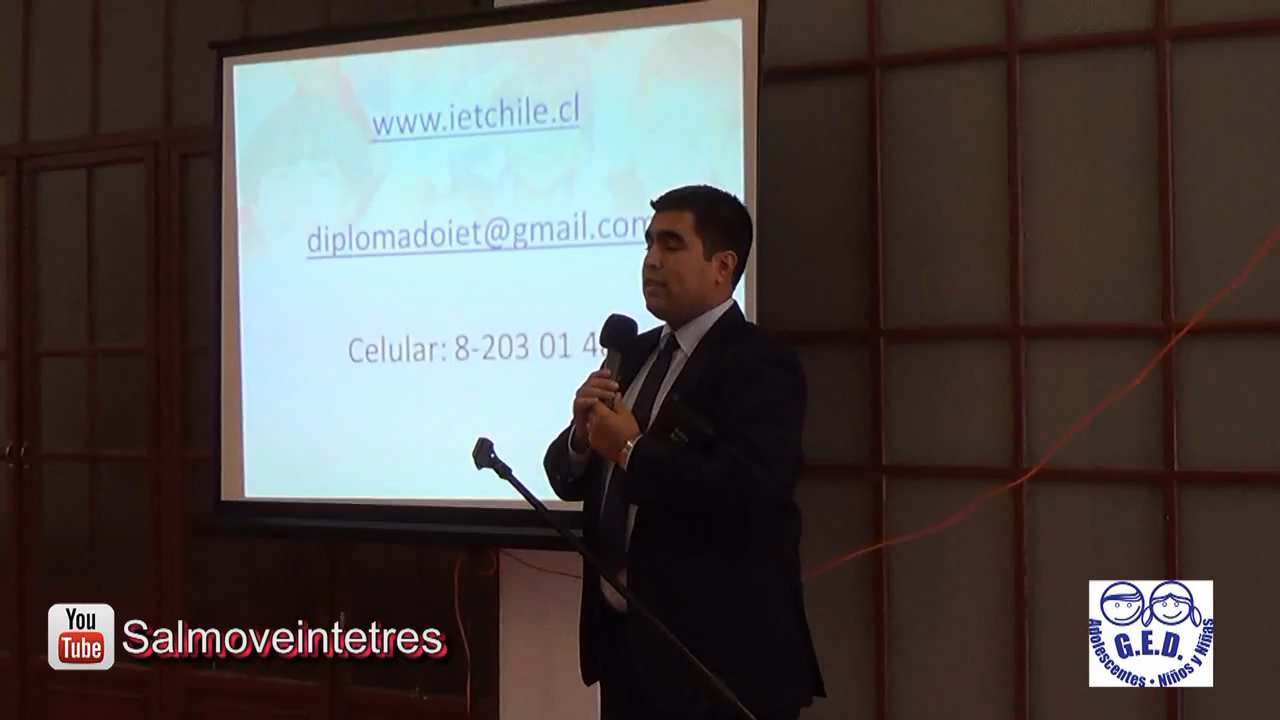 www.ietchile.cl
diplomadoiet@gmail.com
Celular: 8-203 01
You
Tube
Salmoveintetres
G.E.D.
Adolescentes • Niños y Niñas